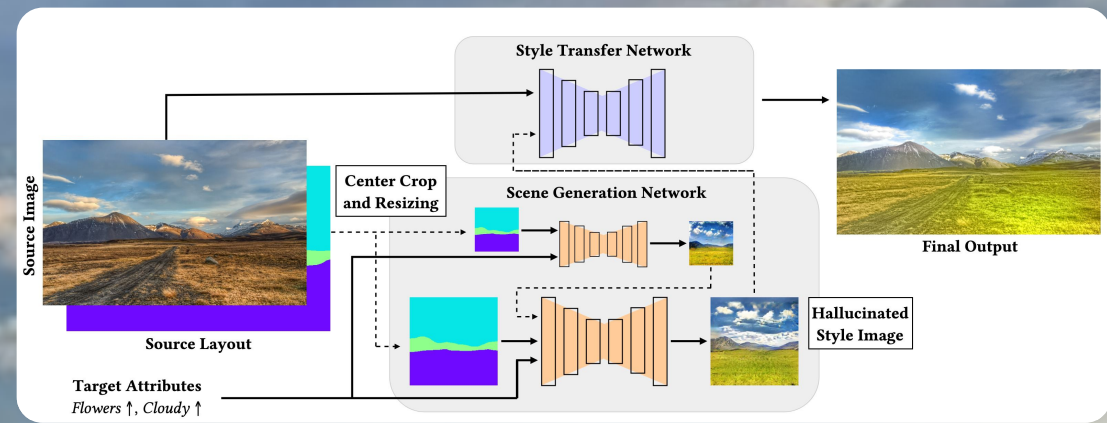 Style Transfer Network
Source Image
Center Crop
and Resizing
Scene Generation Network
Final Output
Hallucinated
Style Image
Source Layout
Target Attributes
Flowers ↑, Cloudy ↑